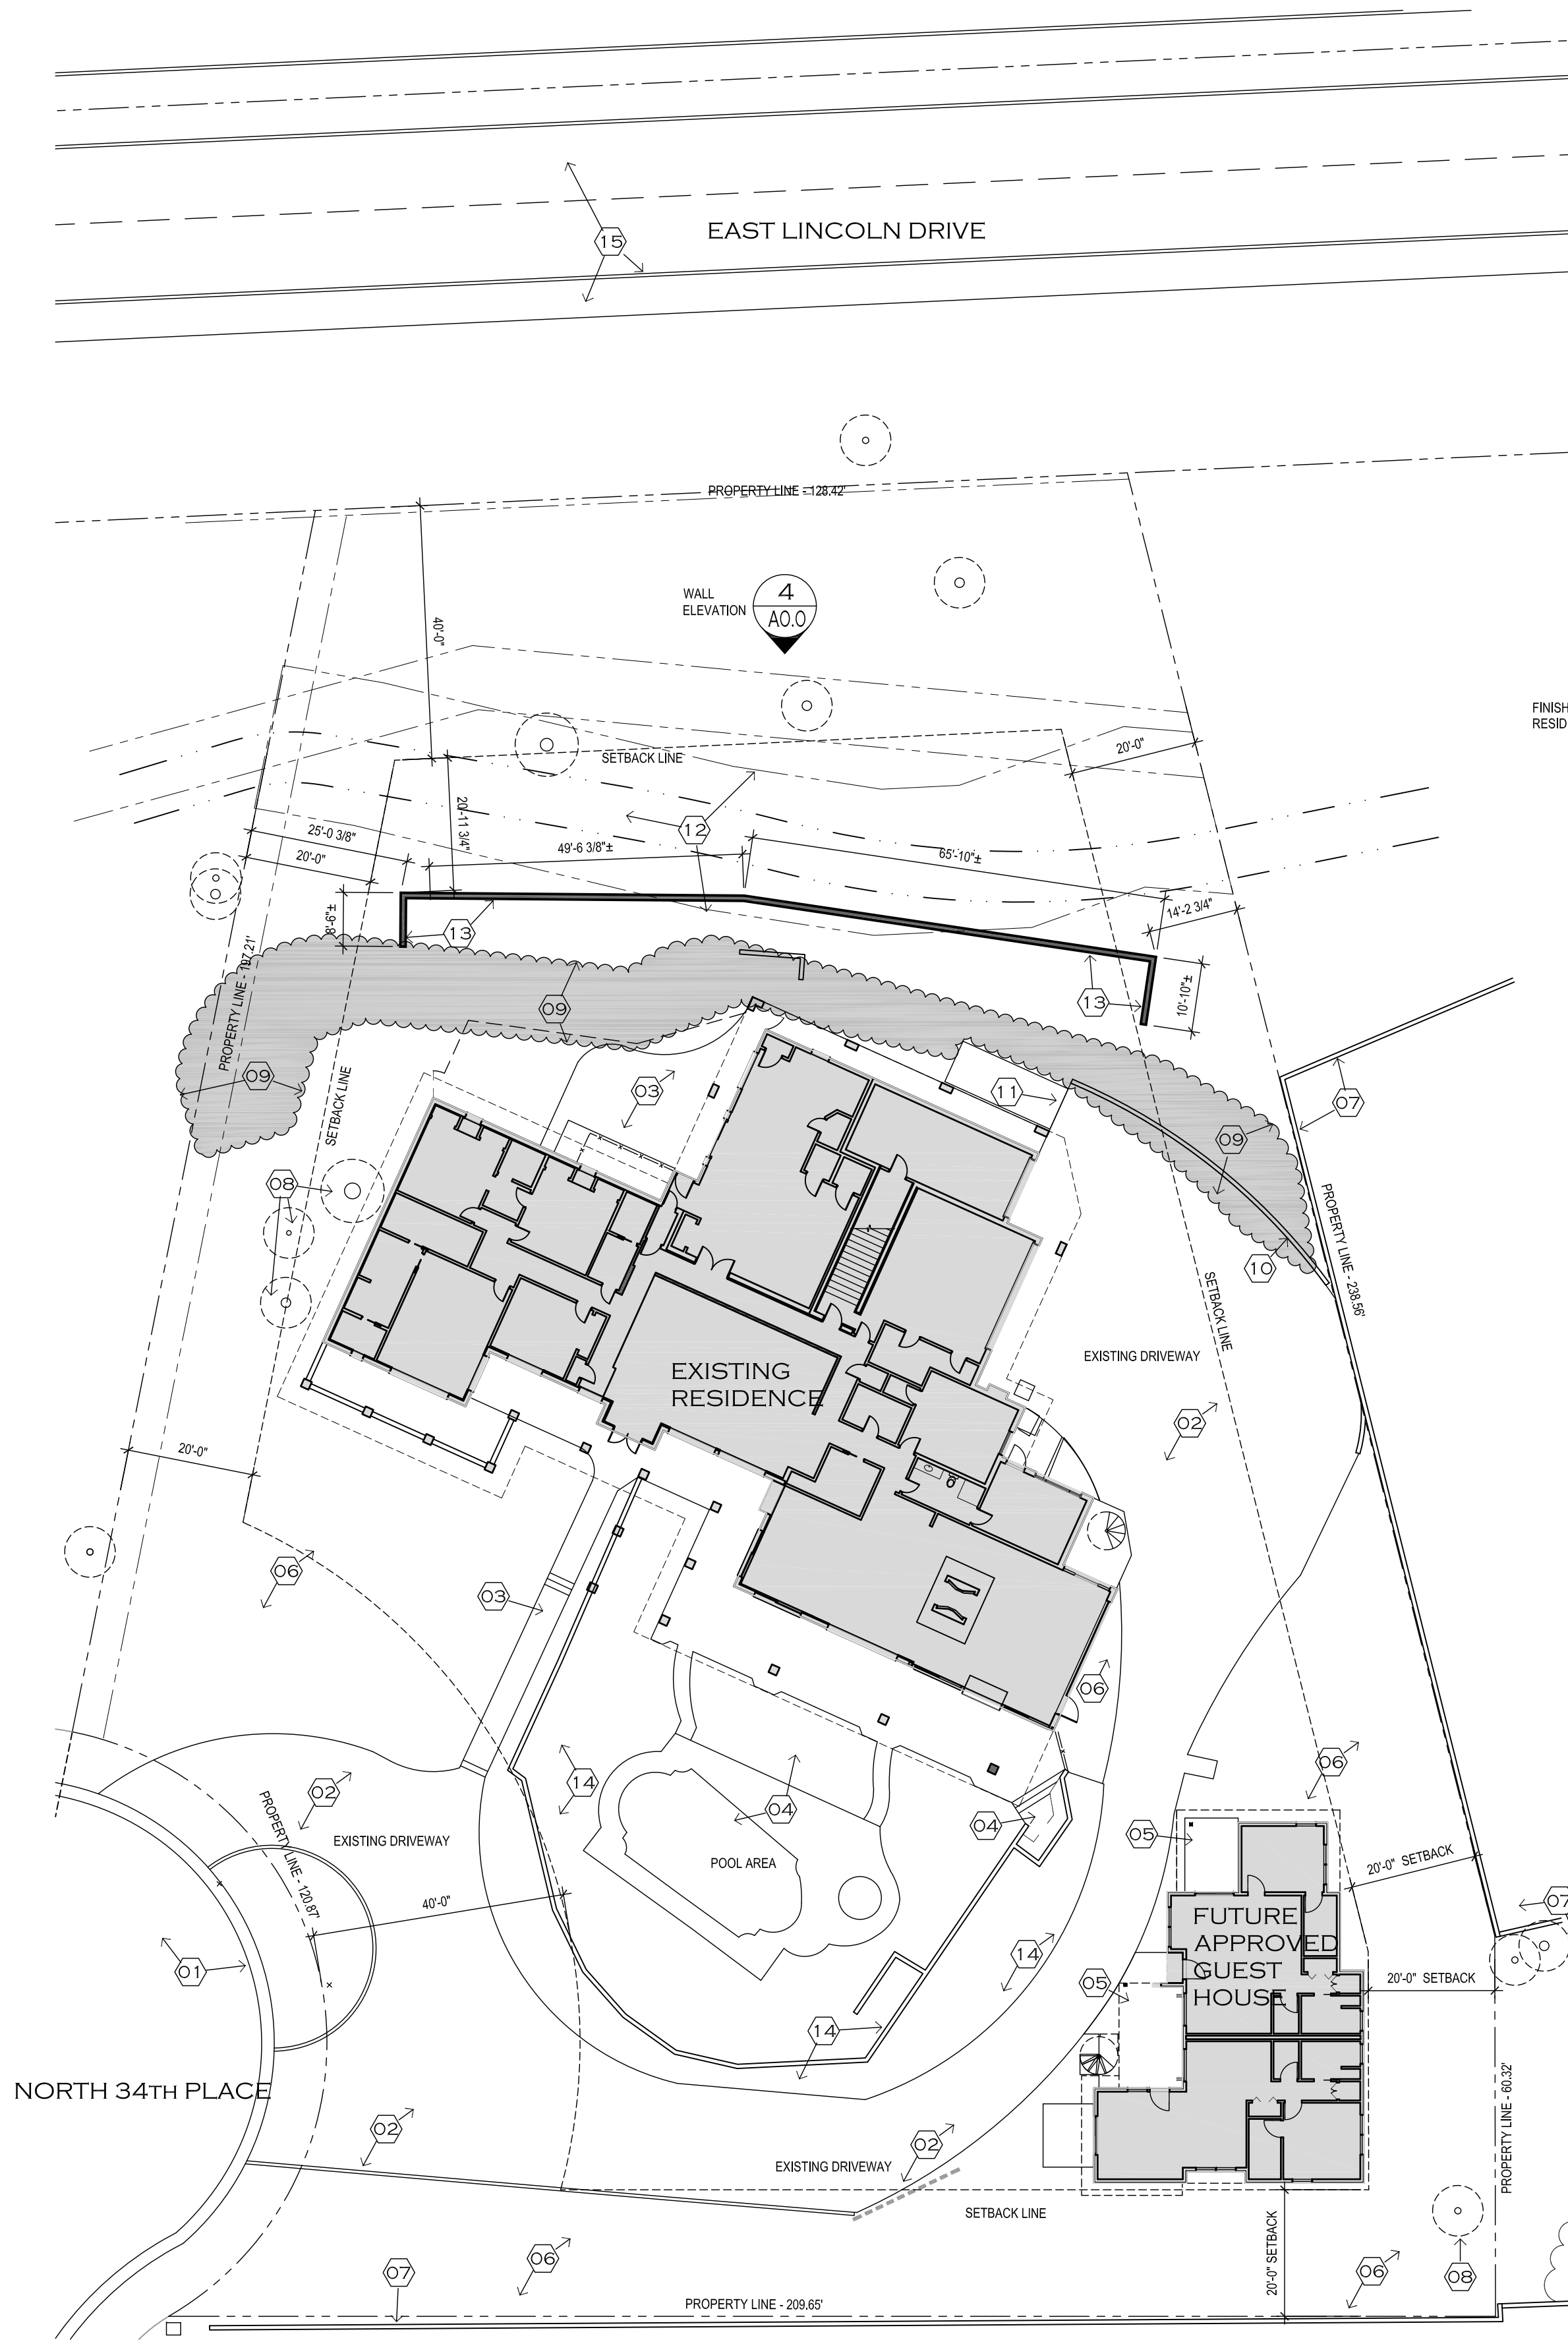 EAST LINCOLN DRIVE
15
PROPERTY LINE - 128.42'
40'-0"
WALL
ELEVATION
4
A0.0
FINISH
RESID
20'-0"
SETBACK LINE
20'-11 3/4"
12
25'-0 3/8"
20'-0"
49'-6 3/8"±
65'-10"±
14'-2 3/4"
8'-6"±
13
13
10'-10"±
PROPERTY LINE - 197.21'
09
09
03
11
07
09
SETBACK LINE
08
10
PROPERTY LINE - 238.56'
SETBACK LINE
EXISTING DRIVEWAY
EXISTING
RESIDENCE
02
20'-0"
06
03
06
06
02
14
04
04
05
PROPERTY LINE - 120.87'
EXISTING DRIVEWAY
POOL AREA
20'-0" SETBACK
40'-0"
07
FUTURE
APPROVED
GUEST
HOUSE
01
14
05
20'-0" SETBACK
14
NORTH 34TH PLACE
PROPERTY LINE - 60.32'
02
02
EXISTING DRIVEWAY
SETBACK LINE
20'-0" SETBACK
06
07
06
08
PROPERTY LINE - 209.65'